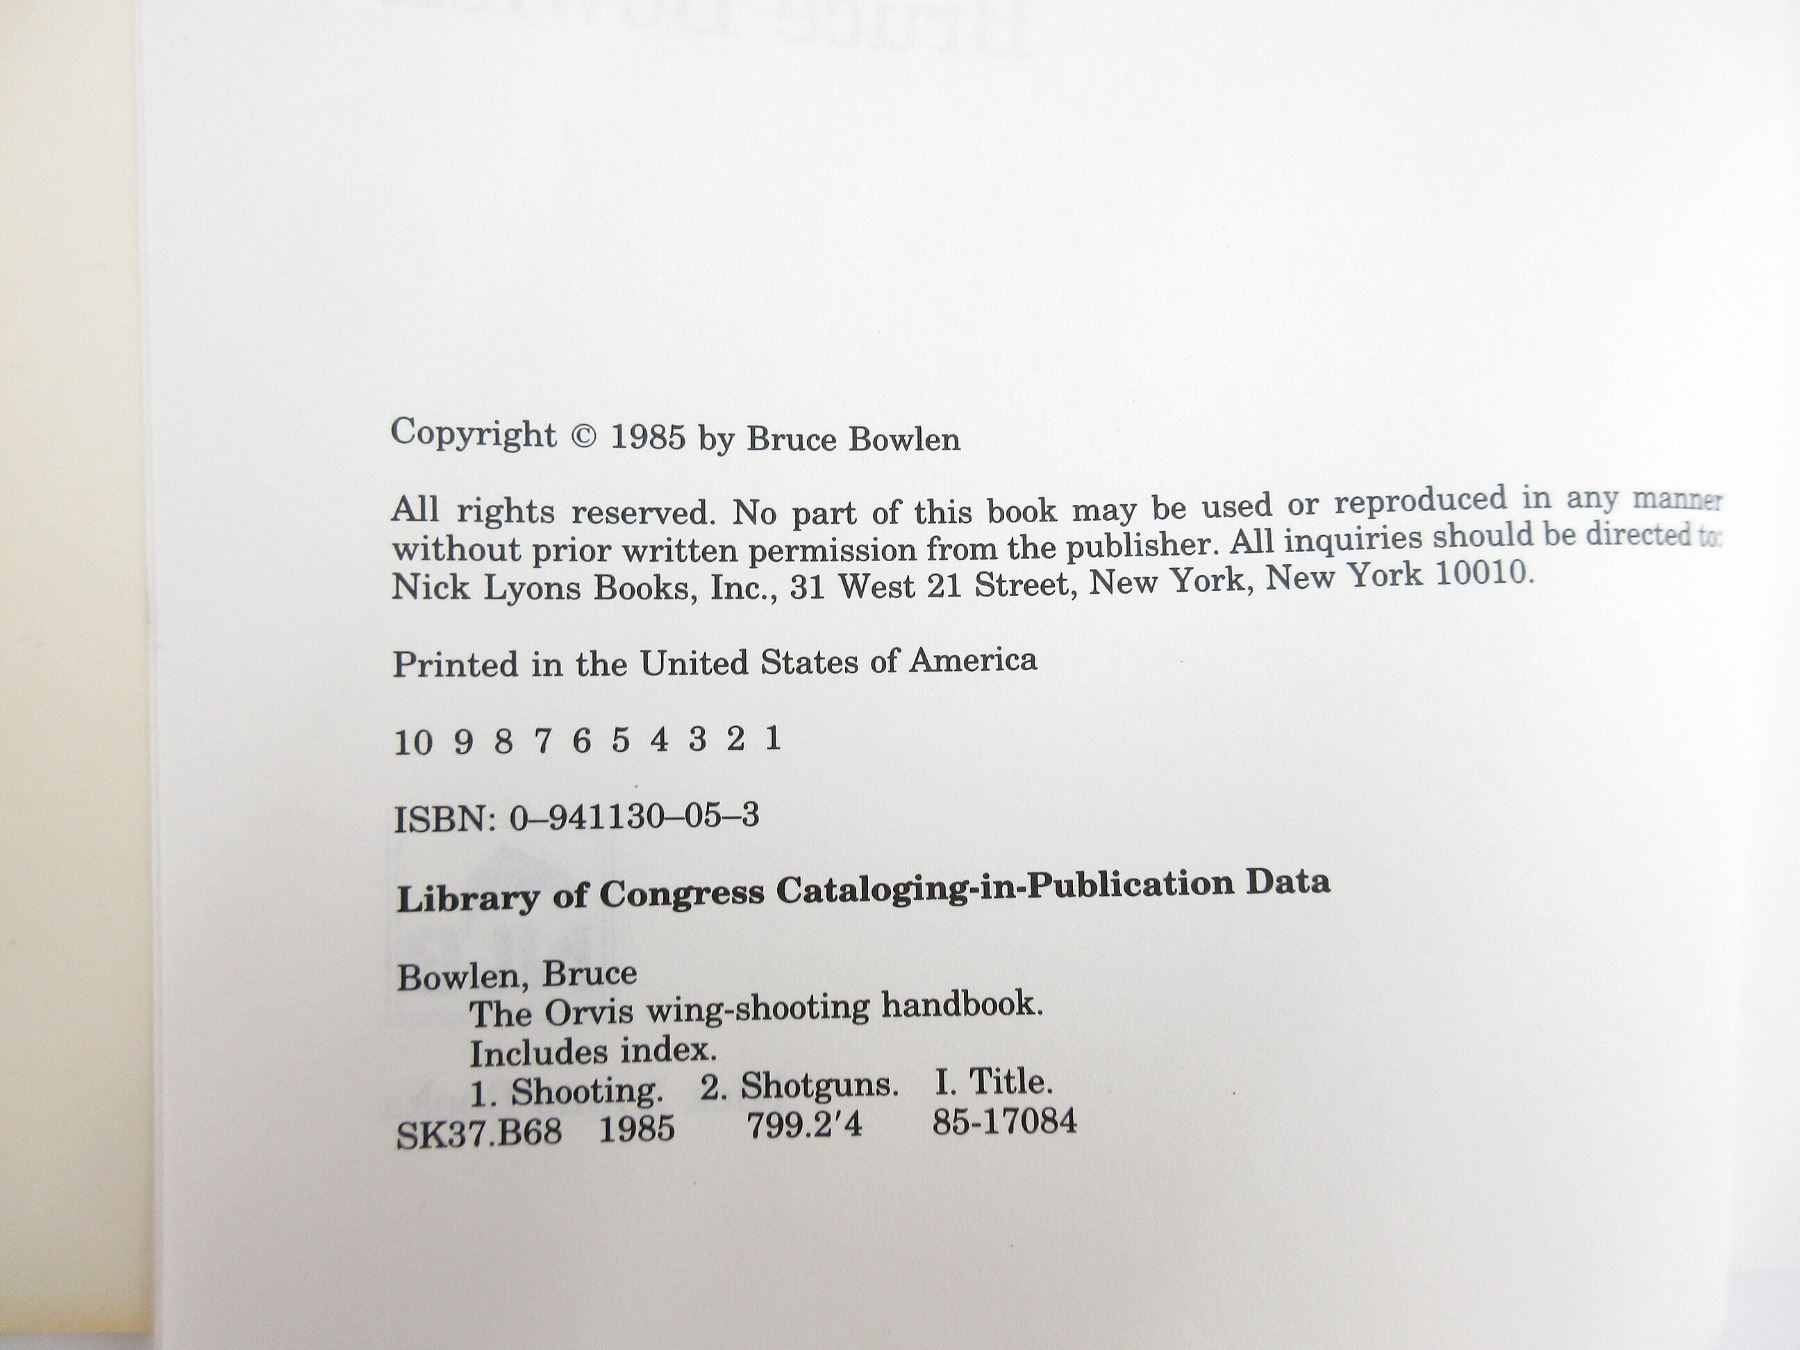 Copyright © 1985 by Bruce Bowlen
All rights reserved. No part of this book may be used or reproduced in any manner
without prior written permission from the publisher. All inquiries should be directed to:
Nick Lyons Books, Inc., 31 West 21 Street, New York, New York 10010.
Printed in the United States of America
10 9 8 7 6 5 4 3 2 1
ISBN: 0–941130–05–3
Library of Congress Cataloging-in-Publication Data
Bowlen, Bruce
The Orvis wing-shooting handbook.
Includes index.
1. Shooting. 2. Shotguns. I. Title.
SK37.B68 1985 799.2'4 85-17084